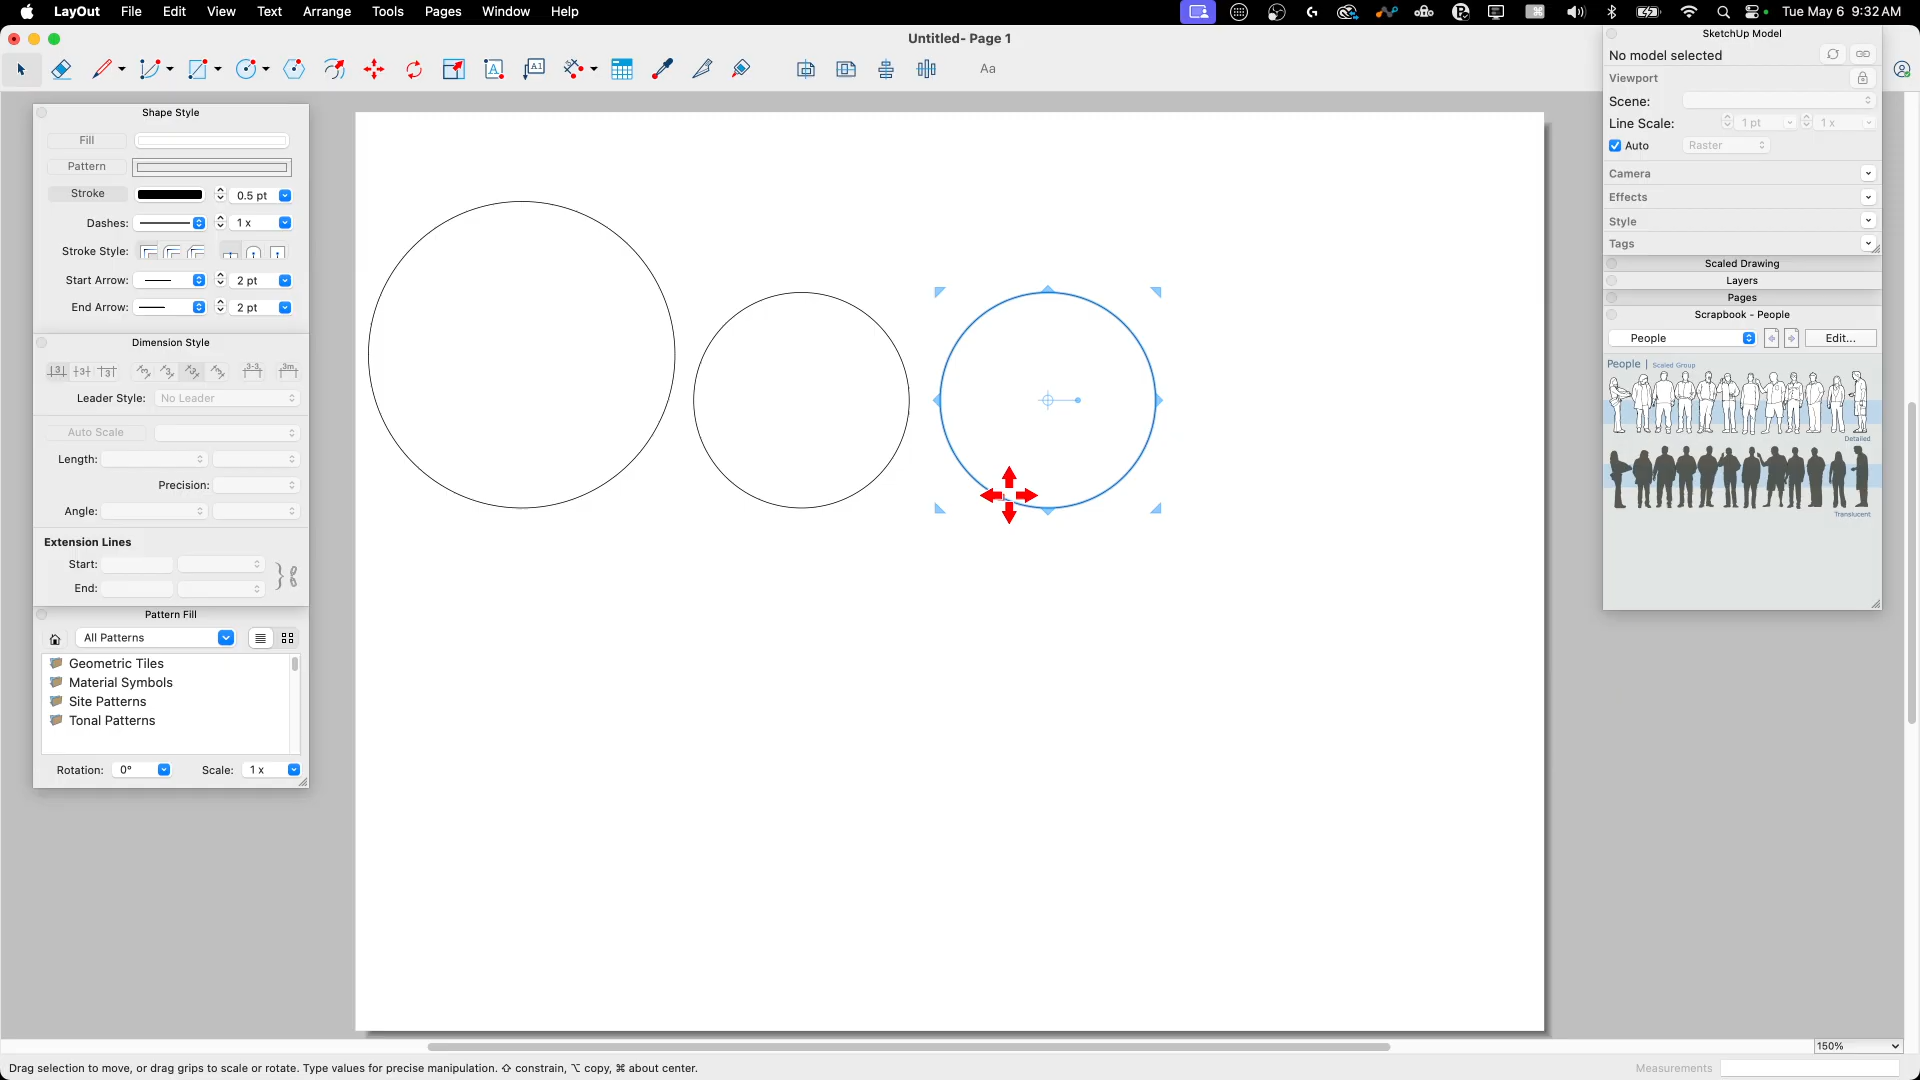 LayOut File Edit View Text Arrange Tools Pages Window Help
Tue May 6 9:32 AM
Untitled- Page 1
Aa
Shape Style
Fill
Pattern
Stroke 0.5 pt
Dashes: 1 x
Stroke Style:
Start Arrow: 2 pt
End Arrow: 2 pt
Dimension Style
Leader Style: No Leader
Auto Scale
Length:
Precision:
Angle:
Extension Lines
Start:
End:
Pattern Fill
All Patterns
Geometric Tiles
Material Symbols
Site Patterns
Tonal Patterns
Rotation: 0° Scale: 1 x
SketchUp Model
No model selected
Viewport
Scene:
Line Scale: 1 pt 1 x
Auto Raster
Camera
Effects
Style
Tags
Scaled Drawing
Layers
Pages
Scrapbook - People
People Edit...
People | Scaled Group
Detailed
Translucent
150%
Drag selection to move, or drag grips to scale or rotate. Type values for precise manipulation. ⇧ constrain, ⌥ copy, ⌘ about center.
Measurements